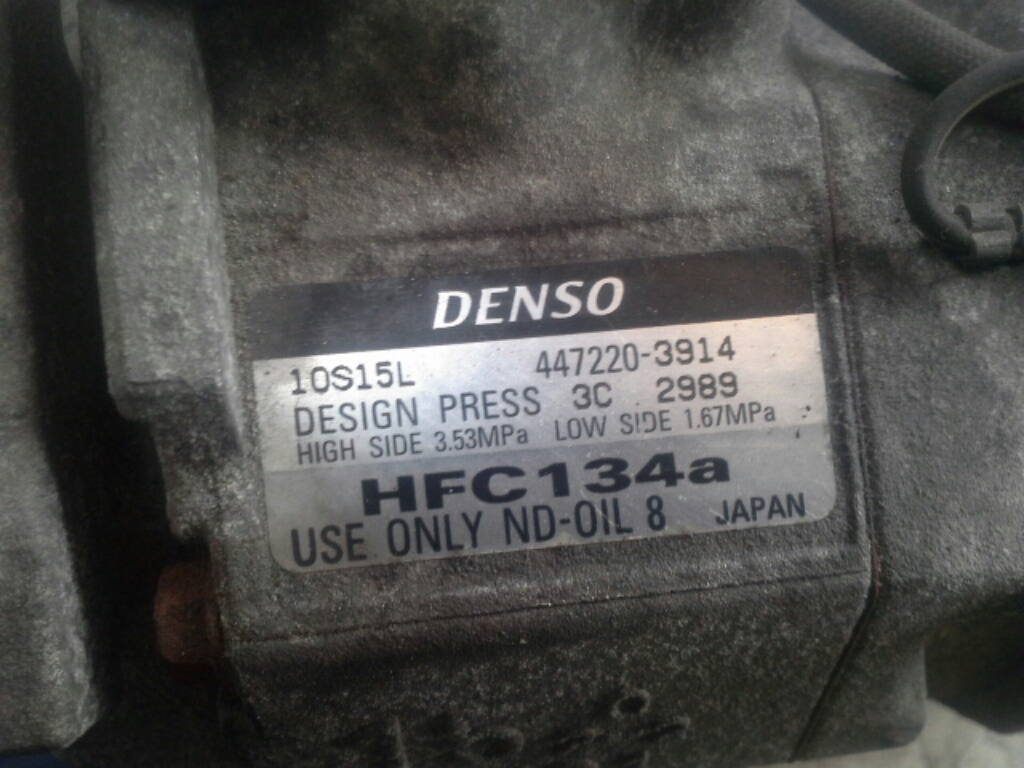 DENSO
10S15L 447220-3914
DESIGN PRESS 3C 2989
HIGH SIDE 3.53MPa LOW SIDE 1.67MPa
HFC134a
USE ONLY ND-OIL 8 JAPAN